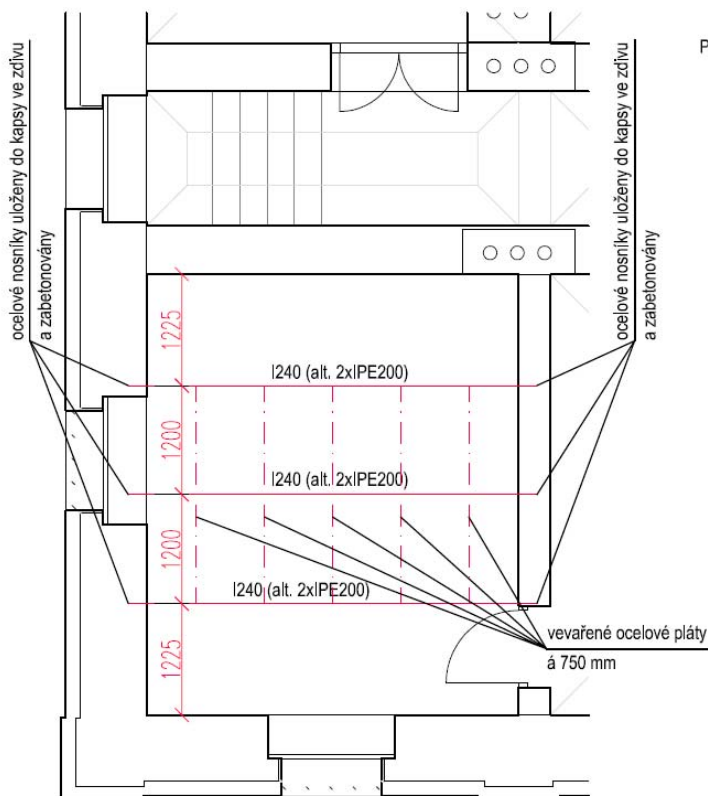 P
ocelové nosníky uloženy do kapsy ve zdivu
a zabetonovány
ocelové nosníky uloženy do kapsy ve zdivu
a zabetonovány
1225
I240 (alt. 2xIPE200)
1200
I240 (alt. 2xIPE200)
1200
I240 (alt. 2xIPE200)
1225
vevařené ocelové pláty
á 750 mm